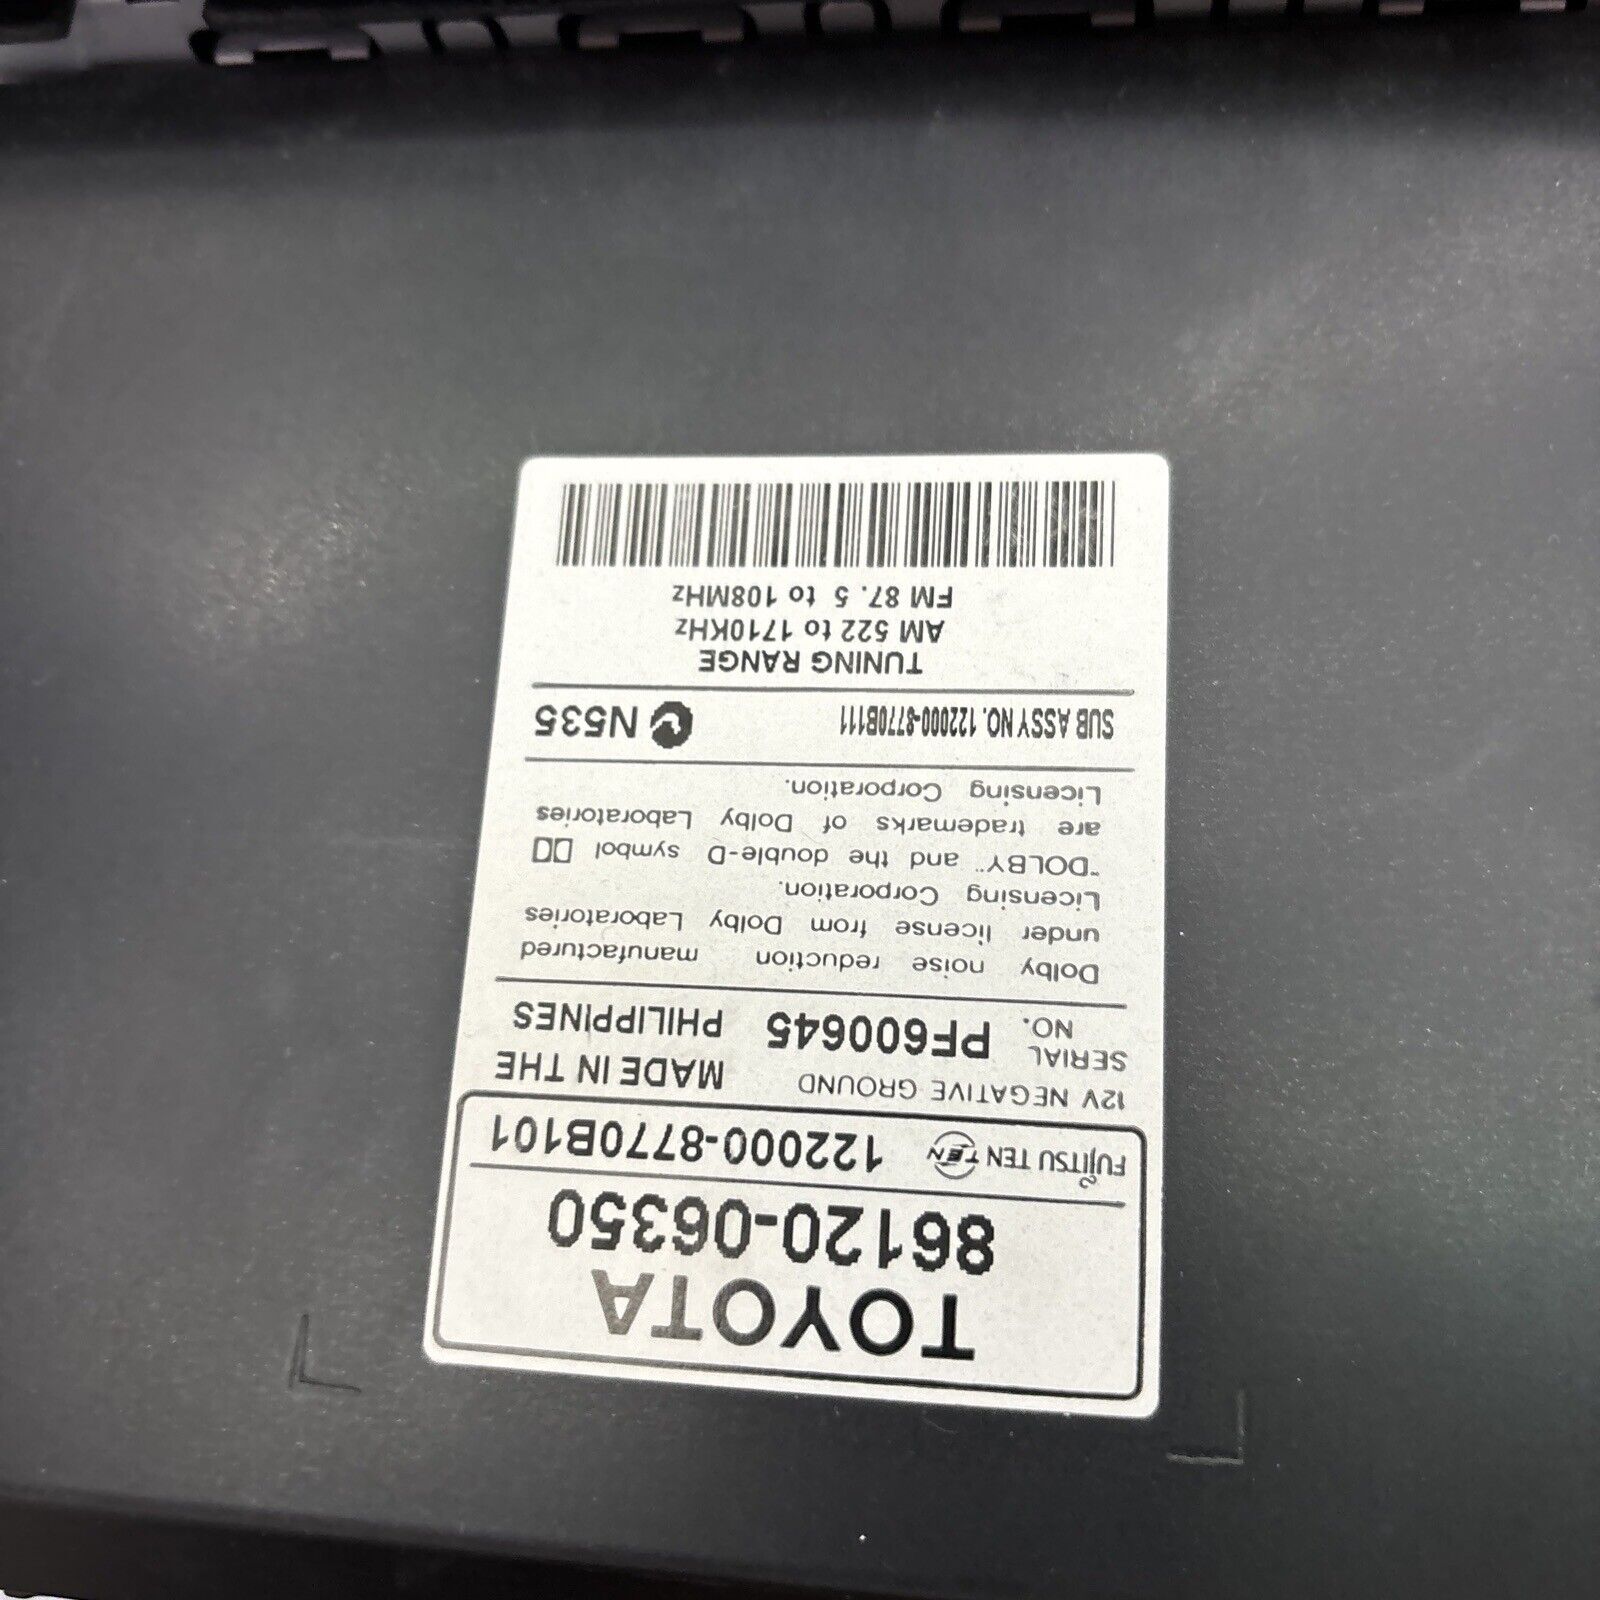 TOYOTA
86120-06350
FUJITSU TEN TEN 122000-8770B101
12V NEGATIVE GROUND
SERIAL NO. PF600645
MADE IN THE
PHILIPPINES
Dolby noise reduction manufactured
under license from Dolby Laboratories
Licensing Corporation.
"DOLBY" and the double-D symbol
are trademarks of Dolby Laboratories
Licensing Corporation.
SUB ASSY NO. 122000-8770B111 N535
TUNING RANGE
AM 522 to 1710KHz
FM 87. 5 to 108MHz